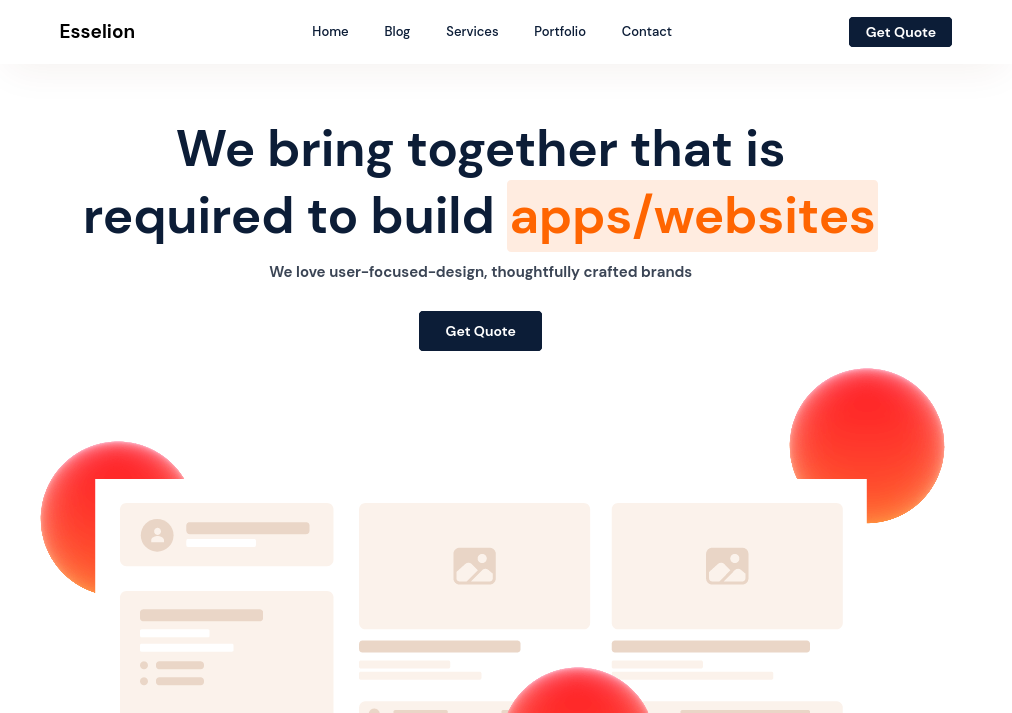 Esselion
Home
Blog
Services
Portfolio
Contact
Get Quote
We bring together that is
required to build apps/websites
We love user-focused-design, thoughtfully crafted brands
Get Quote